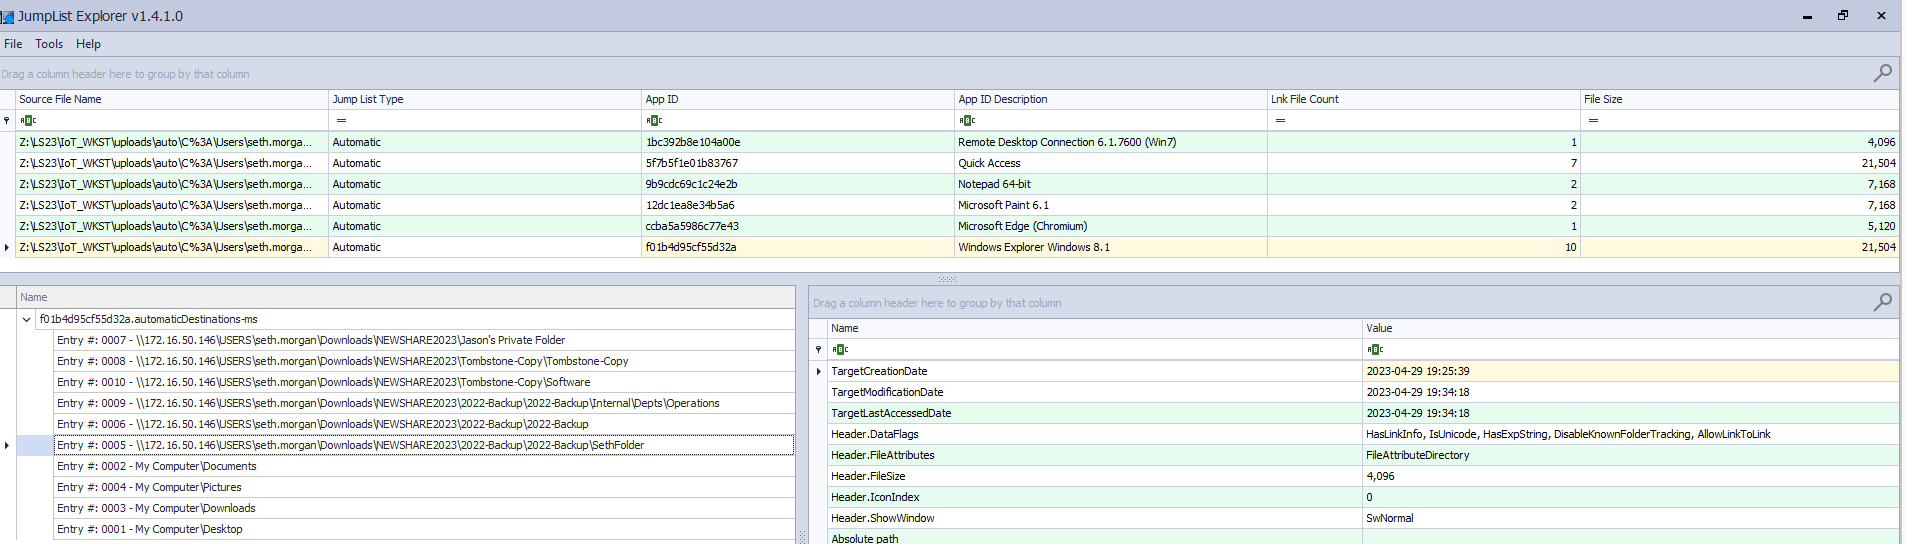 JumpList Explorer v1.4.1.0
File Tools Help
Drag a column header here to group by that column
Source File Name Jump List Type App ID App ID Description Lnk File Count File Size
ABC = ABC ABC = =
Z:\LS23\IoT_WKST\uploads\auto\C%3A\Users\seth.morga... Automatic 1bc392b8e104a00e Remote Desktop Connection 6.1.7600 (Win7) 1 4,096
Z:\LS23\IoT_WKST\uploads\auto\C%3A\Users\seth.morga... Automatic 5f7b5f1e01b83767 Quick Access 7 21,504
Z:\LS23\IoT_WKST\uploads\auto\C%3A\Users\seth.morga... Automatic 9b9cdc69c1c24e2b Notepad 64-bit 2 7,168
Z:\LS23\IoT_WKST\uploads\auto\C%3A\Users\seth.morga... Automatic 12dc1ea8e34b5a6 Microsoft Paint 6.1 2 7,168
Z:\LS23\IoT_WKST\uploads\auto\C%3A\Users\seth.morga... Automatic ccba5a5986c77e43 Microsoft Edge (Chromium) 1 5,120
Z:\LS23\IoT_WKST\uploads\auto\C%3A\Users\seth.morga... Automatic f01b4d95cf55d32a Windows Explorer Windows 8.1 10 21,504
Name
f01b4d95cf55d32a.automaticDestinations-ms
Entry #: 0007 - \\172.16.50.146\USERS\seth.morgan\Downloads\NEWSHARE2023\Jason's Private Folder
Entry #: 0008 - \\172.16.50.146\USERS\seth.morgan\Downloads\NEWSHARE2023\Tombstone-Copy\Tombstone-Copy
Entry #: 0010 - \\172.16.50.146\USERS\seth.morgan\Downloads\NEWSHARE2023\Tombstone-Copy\Software
Entry #: 0009 - \\172.16.50.146\USERS\seth.morgan\Downloads\NEWSHARE2023\2022-Backup\2022-Backup\Internal\Depts\Operations
Entry #: 0006 - \\172.16.50.146\USERS\seth.morgan\Downloads\NEWSHARE2023\2022-Backup\2022-Backup
Entry #: 0005 - \\172.16.50.146\USERS\seth.morgan\Downloads\NEWSHARE2023\2022-Backup\2022-Backup\SethFolder
Entry #: 0002 - My Computer\Documents
Entry #: 0004 - My Computer\Pictures
Entry #: 0003 - My Computer\Downloads
Entry #: 0001 - My Computer\Desktop
Drag a column header here to group by that column
Name Value
ABC ABC
TargetCreationDate 2023-04-29 19:25:39
TargetModificationDate 2023-04-29 19:34:18
TargetLastAccessedDate 2023-04-29 19:34:18
Header.DataFlags HasLinkInfo, IsUnicode, HasExpString, DisableKnownFolderTracking, AllowLinkToLink
Header.FileAttributes FileAttributeDirectory
Header.FileSize 4,096
Header.IconIndex 0
Header.ShowWindow SwNormal
Absolute path